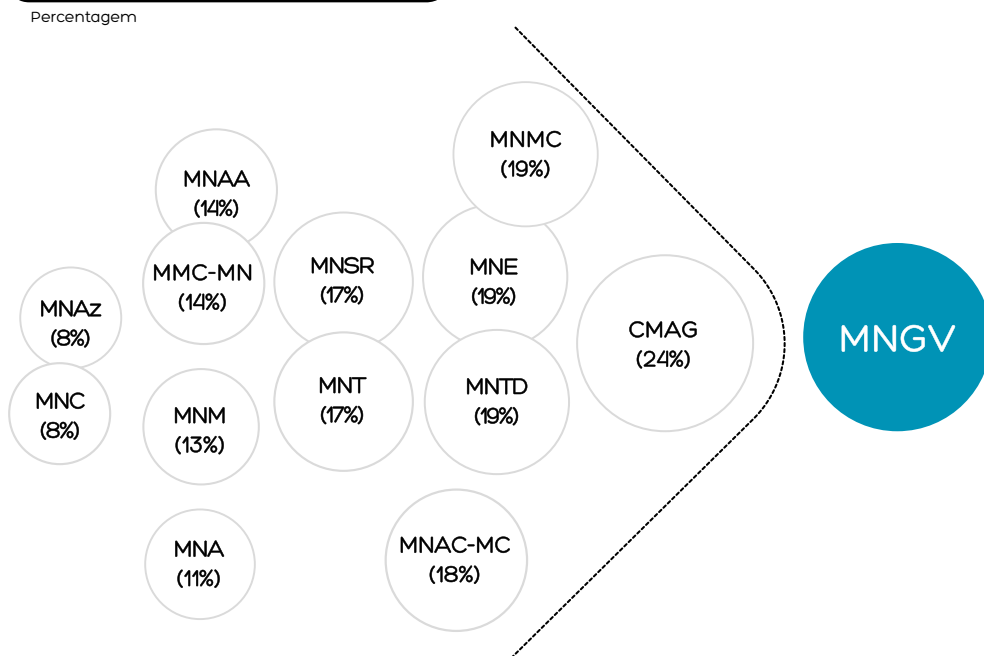 Percentagem
MNMC
(19%)
MNAA
(14%)
MMC-MN
(14%)
MNSR
(17%)
MNE
(19%)
MNAz
(8%)
CMAG
(24%)
MNGV
MNC
(8%)
MNM
(13%)
MNT
(17%)
MNTD
(19%)
MNA
(11%)
MNAC-MC
(18%)